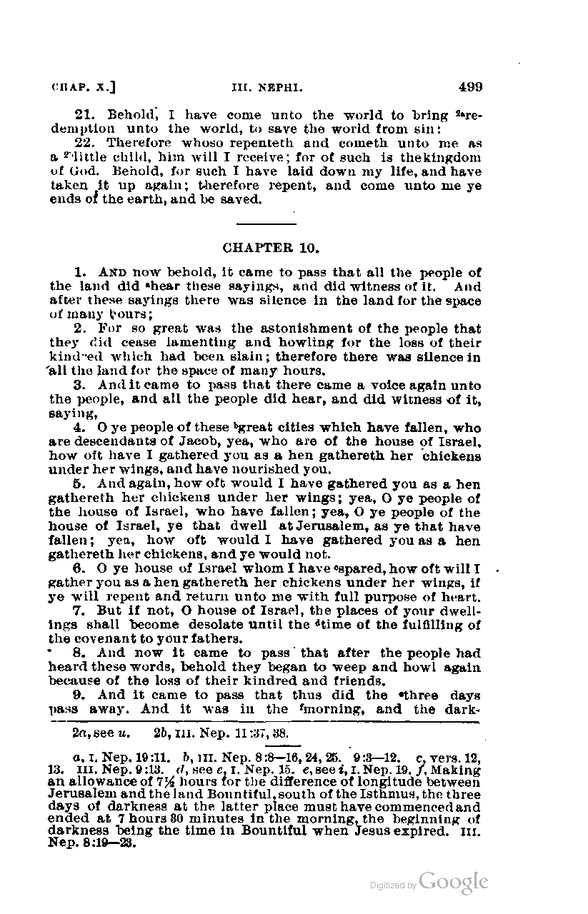 CHAP. X.] III. NEPHI. 499
21. Behold, I have come unto the world to bring ²ᵃre-
demption unto the world, to save the world from sin:
22. Therefore whoso repenteth and cometh unto me as
a ²ᵇlittle child, him will I receive; for of such is thekingdom
of God. Behold, for such I have laid down my life, and have
taken it up again; therefore repent, and come unto me ye
ends of the earth, and be saved.
CHAPTER 10.
1. AND now behold, it came to pass that all the people of
the land did ᵃhear these sayings, and did witness of it. And
after these sayings there was silence in the land for the space
of many hours;
2. For so great was the astonishment of the people that
they did cease lamenting and howling for the loss of their
kindred which had been slain; therefore there was silence in
all the land for the space of many hours.
3. And it came to pass that there came a voice again unto
the people, and all the people did hear, and did witness of it,
saying,
4. O ye people of these ᵇgreat cities which have fallen, who
are descendants of Jacob, yea, who are of the house of Israel,
how oft have I gathered you as a hen gathereth her chickens
under her wings, and have nourished you.
5. And again, how oft would I have gathered you as a hen
gathereth her chickens under her wings; yea, O ye people of
the house of Israel, who have fallen; yea, O ye people of the
house of Israel, ye that dwell at Jerusalem, as ye that have
fallen; yea, how oft would I have gathered you as a hen
gathereth her chickens, and ye would not.
6. O ye house of Israel whom I have ᶜspared, how oft will I
gather you as a hen gathereth her chickens under her wings, if
ye will repent and return unto me with full purpose of heart.
7. But if not, O house of Israel, the places of your dwell-
ings shall become desolate until the ᵈtime of the fulfilling of
the covenant to your fathers.
8. And now it came to pass that after the people had
heard these words, behold they began to weep and howl again
because of the loss of their kindred and friends.
9. And it came to pass that thus did the ᵉthree days
pass away. And it was in the ᶠmorning, and the dark-
2a, see u. 2b, III. Nep. 11:37, 38.
a, I. Nep. 19:11. b, III. Nep. 8:8—16, 24, 25. 9:3—12. c, vers. 12,
13. III. Nep. 9:13. d, see c, I. Nep. 15. e, see i, I. Nep. 19. f, Making
an allowance of 7½ hours for the difference of longitude between
Jerusalem and the land Bountiful, south of the Isthmus, the three
days of darkness at the latter place must have commenced and
ended at 7 hours 30 minutes in the morning, the beginning of
darkness being the time in Bountiful when Jesus expired. III.
Nep. 8:19—23.
Digitized by Google